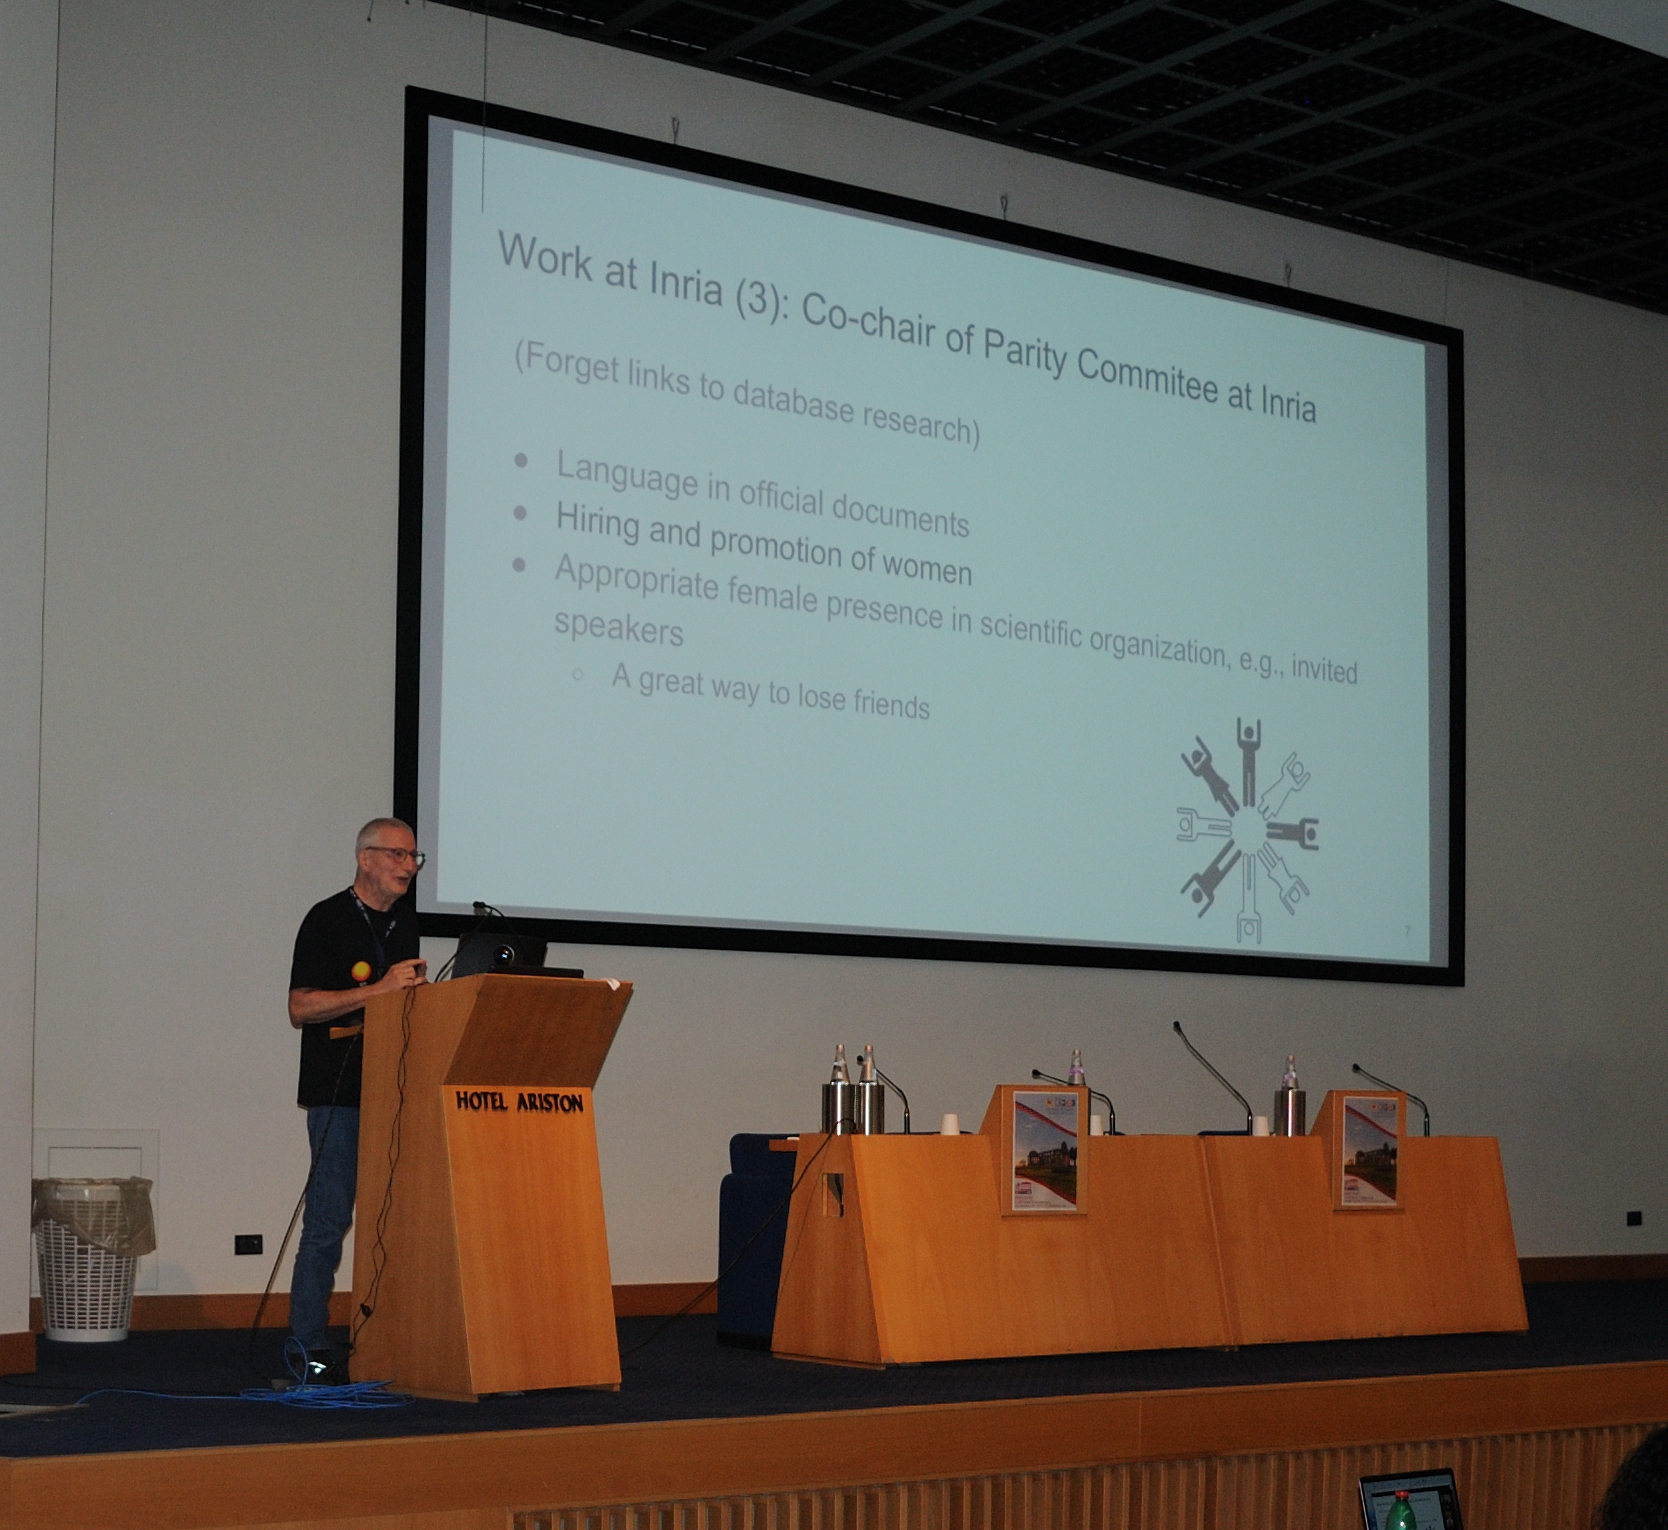 Work at Inria (3): Co-chair of Parity Commitee at Inria
(Forget links to database research)
● Language in official documents
● Hiring and promotion of women
● Appropriate female presence in scientific organization, e.g., invited
speakers
○ A great way to lose friends
7
HOTEL ARISTON